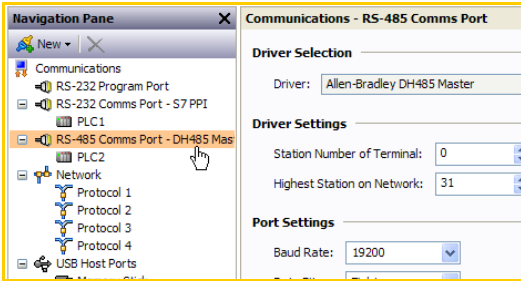 Navigation Pane
New
Communications
RS-232 Program Port
RS-232 Comms Port - S7 PPI
PLC1
RS-485 Comms Port - DH485 Mas
PLC2
Network
Protocol 1
Protocol 2
Protocol 3
Protocol 4
USB Host Ports
Communications - RS-485 Comms Port
Driver Selection
Driver: Allen-Bradley DH485 Master
Driver Settings
Station Number of Terminal: 0
Highest Station on Network: 31
Port Settings
Baud Rate: 19200